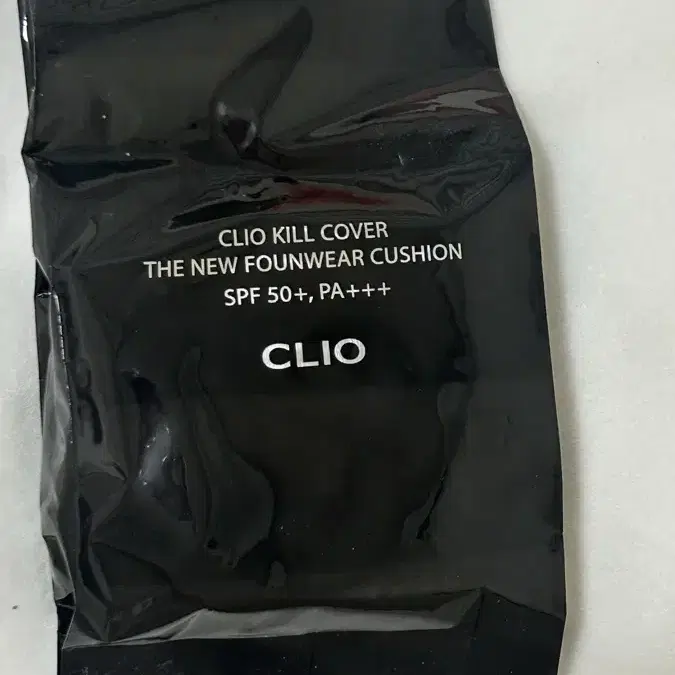 CLIO KILL COVER
THE NEW FOUNWEAR CUSHION
SPF 50+, PA+++
CLIO